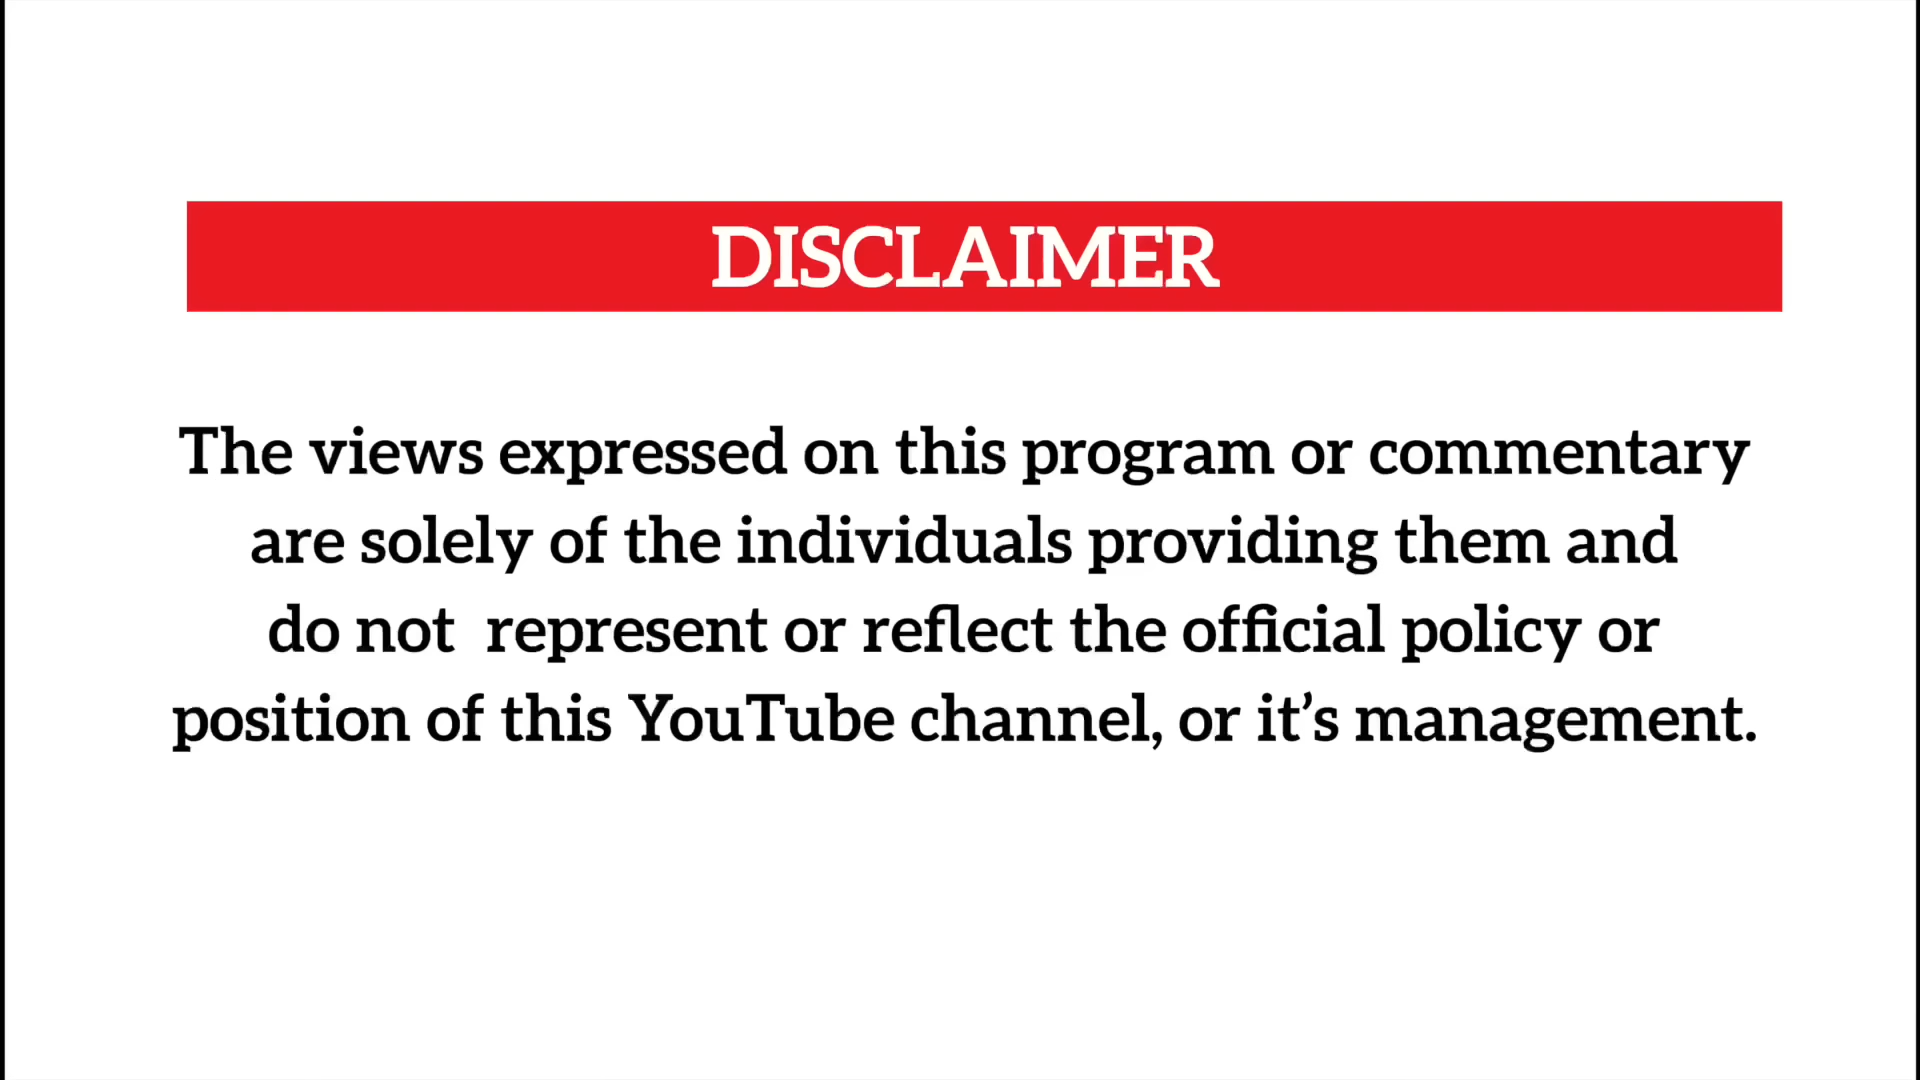 DISCLAIMER
The views expressed on this program or commentary
are solely of the individuals providing them and
do not  represent or reflect the official policy or
position of this YouTube channel, or it’s management.